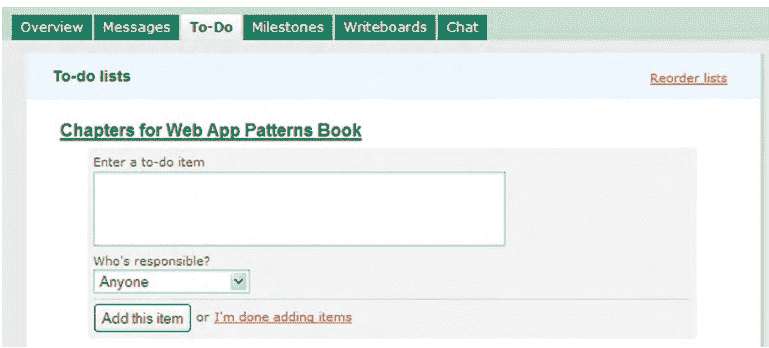 Overview Messages To-Do Milestones Writeboards Chat
To-do lists Reorder lists
Chapters for Web App Patterns Book
Enter a to-do item
Who's responsible?
Anyone
Add this item or I'm done adding items